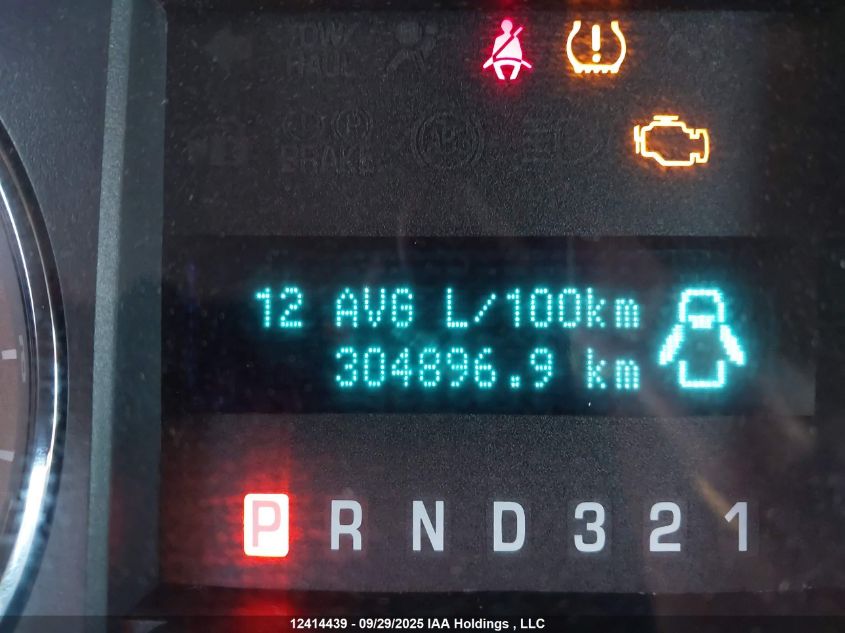 TOW
HAUL
BRAKE
12 AVG L/100km
304896.9 km
P R N D 3 2 1
12414439 - 09/29/2025 IAA Holdings , LLC